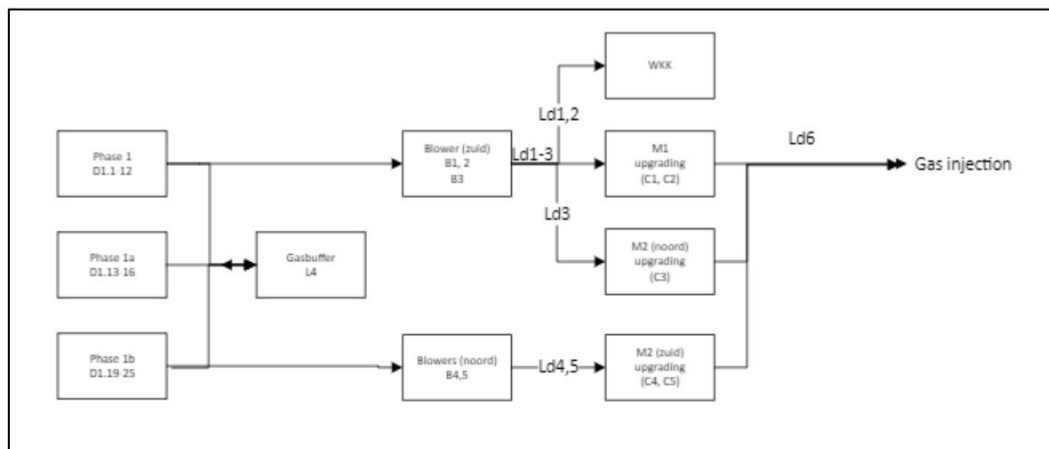 WKK
Ld1,2
Ld6
Phase 1
D1.1-12
Blower (zuid)
B1, 2
B3
Ld1-3
M1
upgrading
(C1, C2)
Gas injection
Ld3
Phase 1a
D1.13-16
Gasbuffer
L4
M2 (noord)
upgrading
(C3)
Phase 1b
D1.19-25
Blowers (noord)
B4,5
Ld4,5
M2 (zuid)
upgrading
(C4, C5)